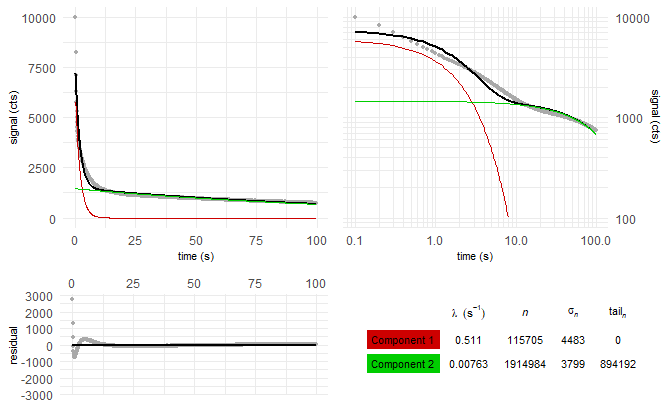 10000
7500
5000
2500
0
signal (cts)
0 25 50 75 100
time (s)
10000
1000
100
signal (cts)
0.1 1.0 10.0 100.0
time (s)
0 25 50 75 100
3000
2000
1000
0
-1000
-2000
-3000
residual
λ (s⁻¹) n σₙ tailₙ
Component 1 0.511 115705 4483 0
Component 2 0.00763 1914984 3799 894192